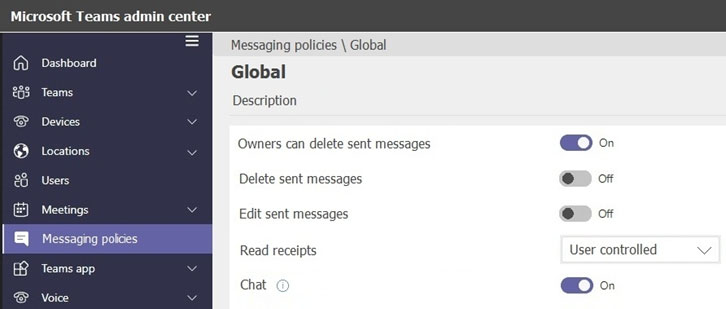 Microsoft Teams admin center
Dashboard
Teams
Devices
Locations
Users
Meetings
Messaging policies
Teams app
Voice
Messaging policies \ Global
Global
Description
Owners can delete sent messages On
Delete sent messages Off
Edit sent messages Off
Read receipts User controlled
Chat On